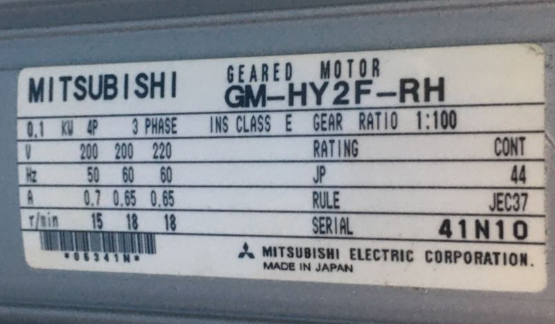 MITSUBISHI GEARED MOTOR
GM-HY2F-RH
0.1 KW 4P 3 PHASE INS CLASS E GEAR RATIO 1:100
V 200 200 220 RATING CONT
Hz 50 60 60 JP 44
A 0.7 0.65 0.65 RULE JEC37
r/min 15 18 18 SERIAL 41N10
*06341N*
MITSUBISHI ELECTRIC CORPORATION.
MADE IN JAPAN